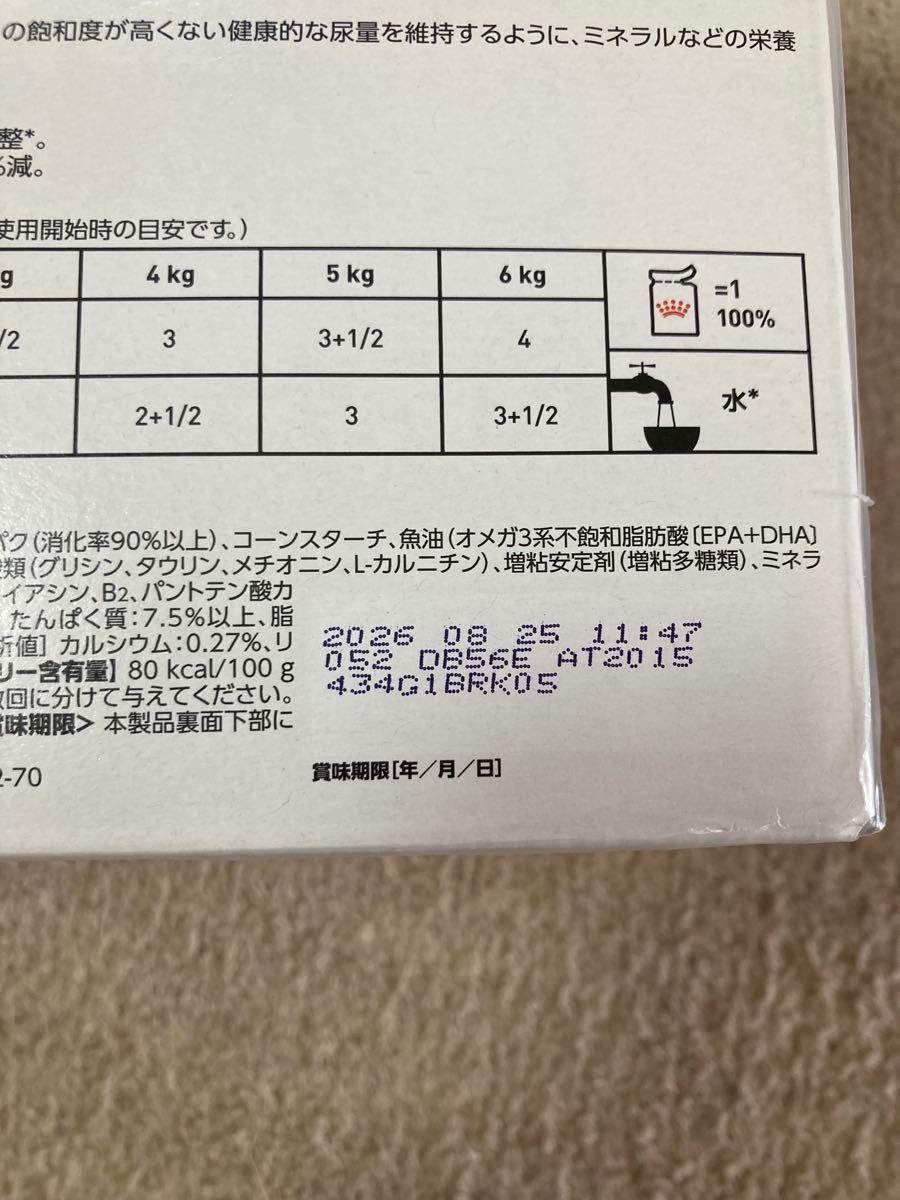 の飽和度が高くない健康的な尿量を維持するように、ミネラルなどの栄養
整*。
%減。
使用開始時の目安です。)
g 4 kg 5 kg 6 kg
=1
100%
/2 3 3+1/2 4
水*
2+1/2 3 3+1/2
パク(消化率90%以上)、コーンスターチ、魚油(オメガ3系不飽和脂肪酸〔EPA+DHA〕
酸類(グリシン、タウリン、メチオニン、L-カルニチン)、増粘安定剤(増粘多糖類)、ミネラ
イアシン、B2、パントテン酸カ
たんぱく質：7.5%以上、脂
析値] カルシウム：0.27%、リ
リー含有量】80 kcal/100 g
数回に分けて与えてください。
賞味期限> 本製品裏面下部に
2026 08 25 11:47
052 DB56E AT2015
434G1BRK05
2-70
賞味期限[年／月／日]